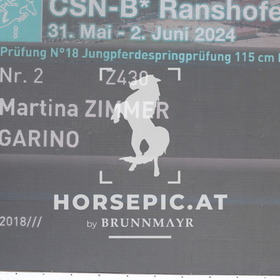 CSN-B* Ranshofe
31. Mai - 2. Juni 2024
Prüfung N°18 Jungpferdespringprüfung 115 cm
Nr. 2 Z430
Martina ZIMMER
GARINO
HORSEPIC.AT
by BRUNNMAYR
2018///